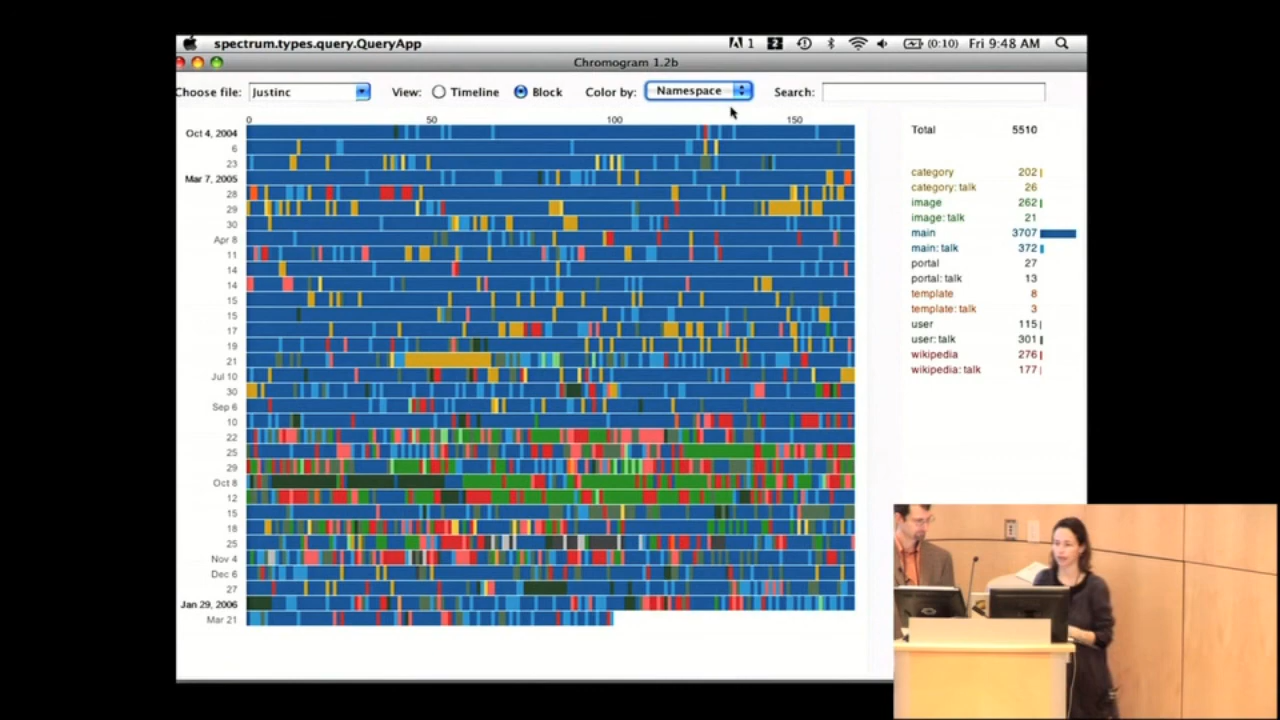 spectrum.types.query.QueryApp 1 2 (0:10) Fri 9:48 AM
Chromogram 1.2b
Choose file: Justinc View: Timeline Block Color by: Namespace Search:
0 50 100 150
Oct 4, 2004
6
23
Mar 7, 2005
28
29
30
Apr 8
11
14
14
15
15
17
19
21
Jul 10
30
Sep 6
10
22
25
29
Oct 8
12
15
18
25
Nov 4
Dec 6
27
Jan 29, 2006
Mar 21
Total 5510
category 202
category: talk 26
image 262
image: talk 21
main 3707
main: talk 372
portal 27
portal: talk 13
template 8
template: talk 3
user 115
user: talk 301
wikipedia 276
wikipedia: talk 177